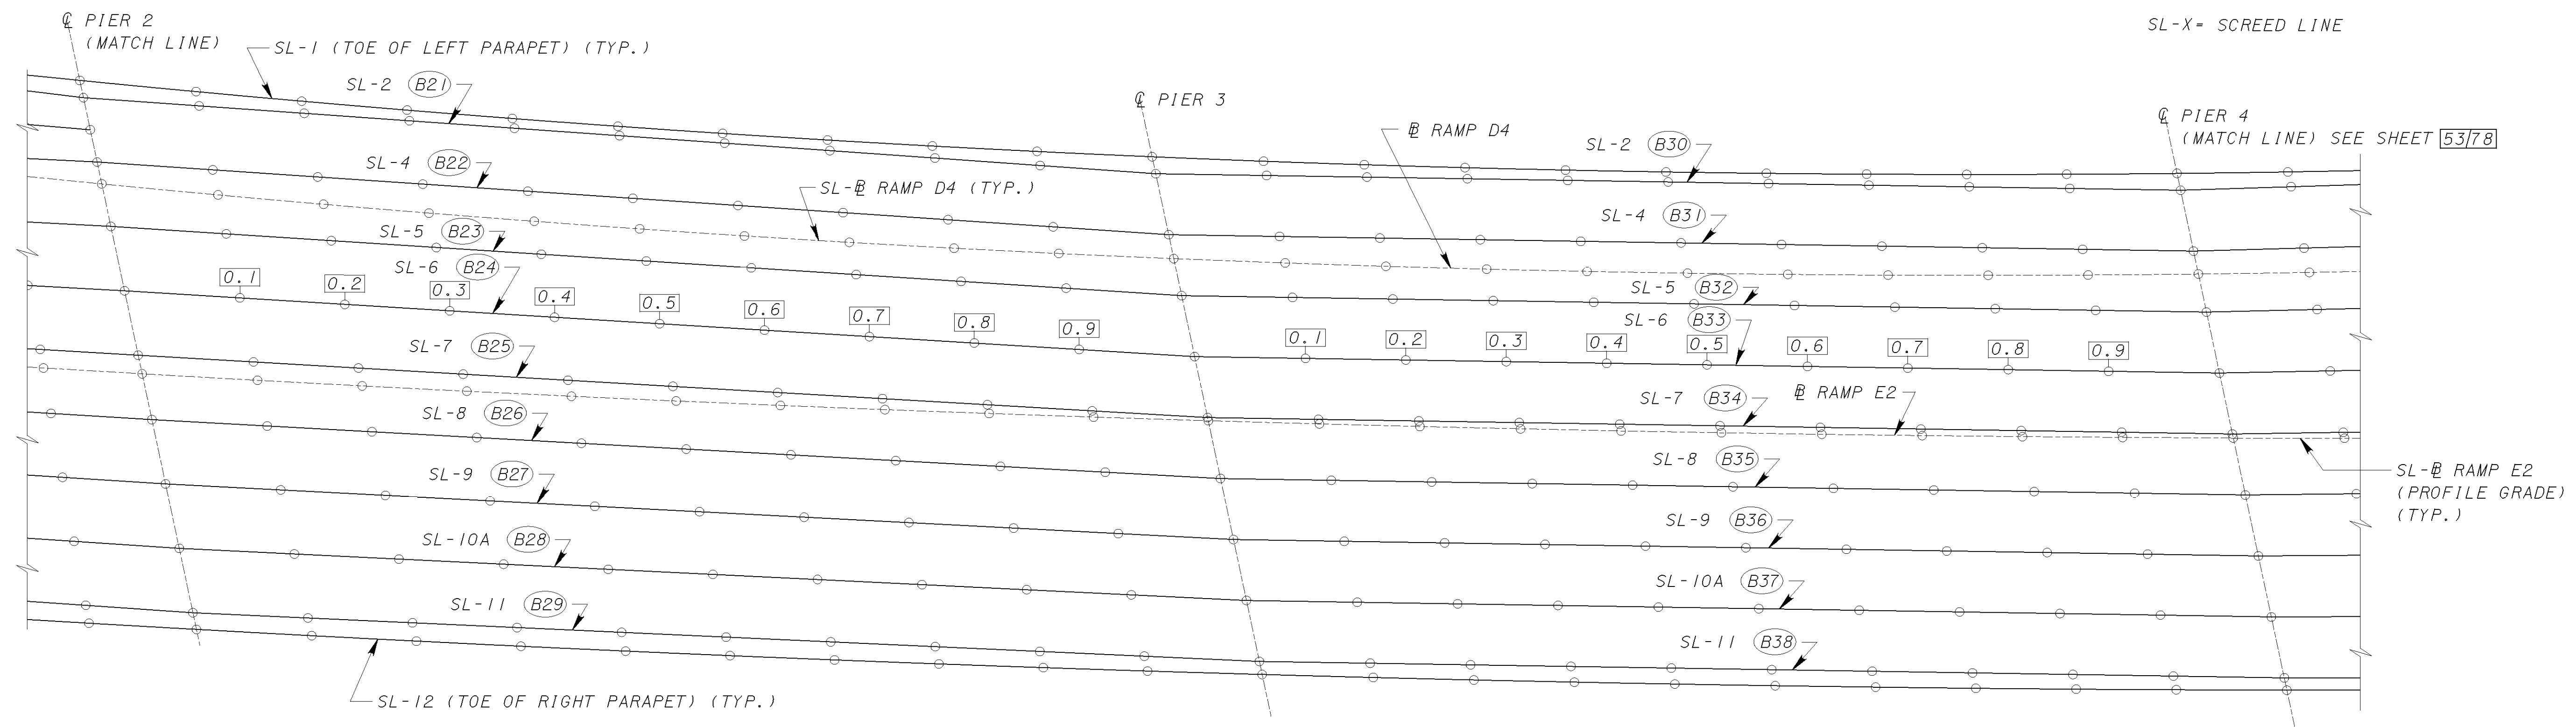 ℄ PIER 2
(MATCH LINE)
SL-1 (TOE OF LEFT PARAPET) (TYP.)
SL-2 B21
℄ PIER 3
SL-X= SCREED LINE
℄ PIER 4
(MATCH LINE) SEE SHEET 53/78
BL RAMP D4
SL-2 B30
SL-4 B22
SL-BL RAMP D4 (TYP.)
SL-4 B31
SL-5 B23
SL-6 B24
SL-5 B32
0.1 0.2 0.3 0.4 0.5 0.6 0.7 0.8 0.9
SL-6 B33
0.1 0.2 0.3 0.4 0.5 0.6 0.7 0.8 0.9
SL-7 B25
SL-7 B34
BL RAMP E2
SL-8 B26
SL-8 B35
SL-BL RAMP E2
(PROFILE GRADE)
(TYP.)
SL-9 B27
SL-9 B36
SL-10A B28
SL-10A B37
SL-11 B29
SL-11 B38
SL-12 (TOE OF RIGHT PARAPET) (TYP.)